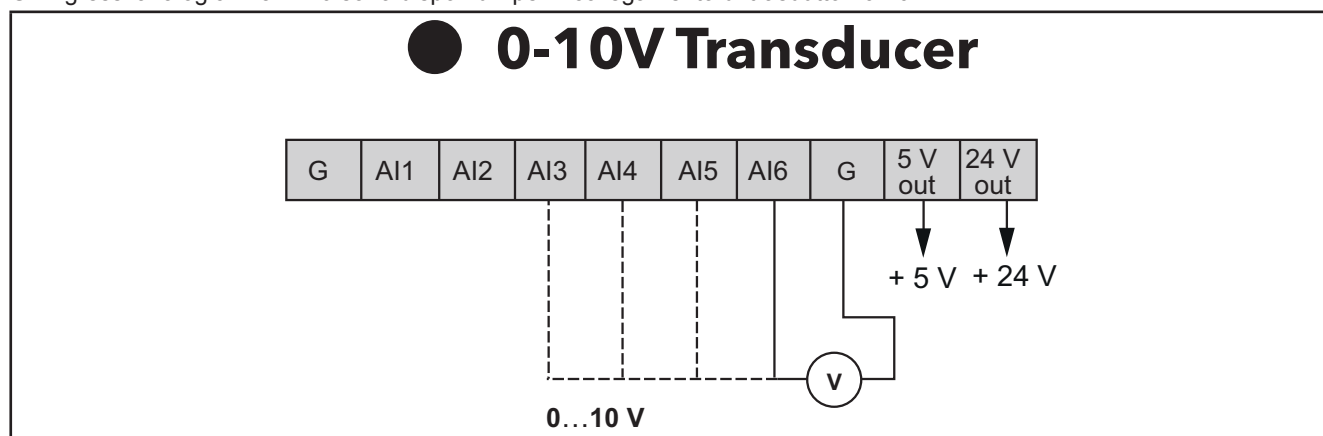 0-10V Transducer
G AI1 AI2 AI3 AI4 AI5 AI6 G 5 V out 24 V out
+ 5 V + 24 V
V
0...10 V